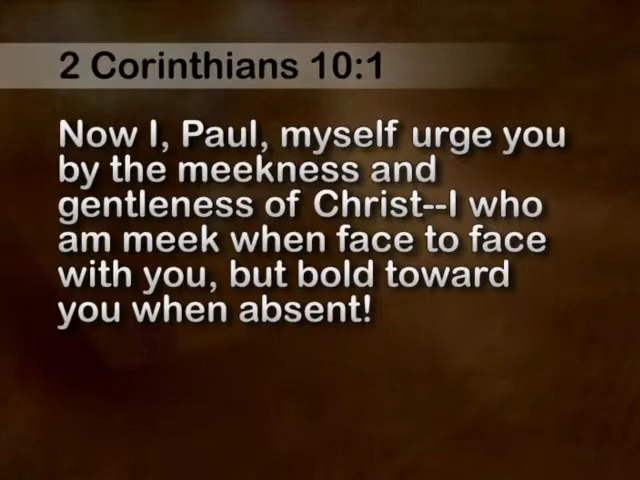 2 Corinthians 10:1
Now I, Paul, myself urge you
by the meekness and
gentleness of Christ--I who
am meek when face to face
with you, but bold toward
you when absent!